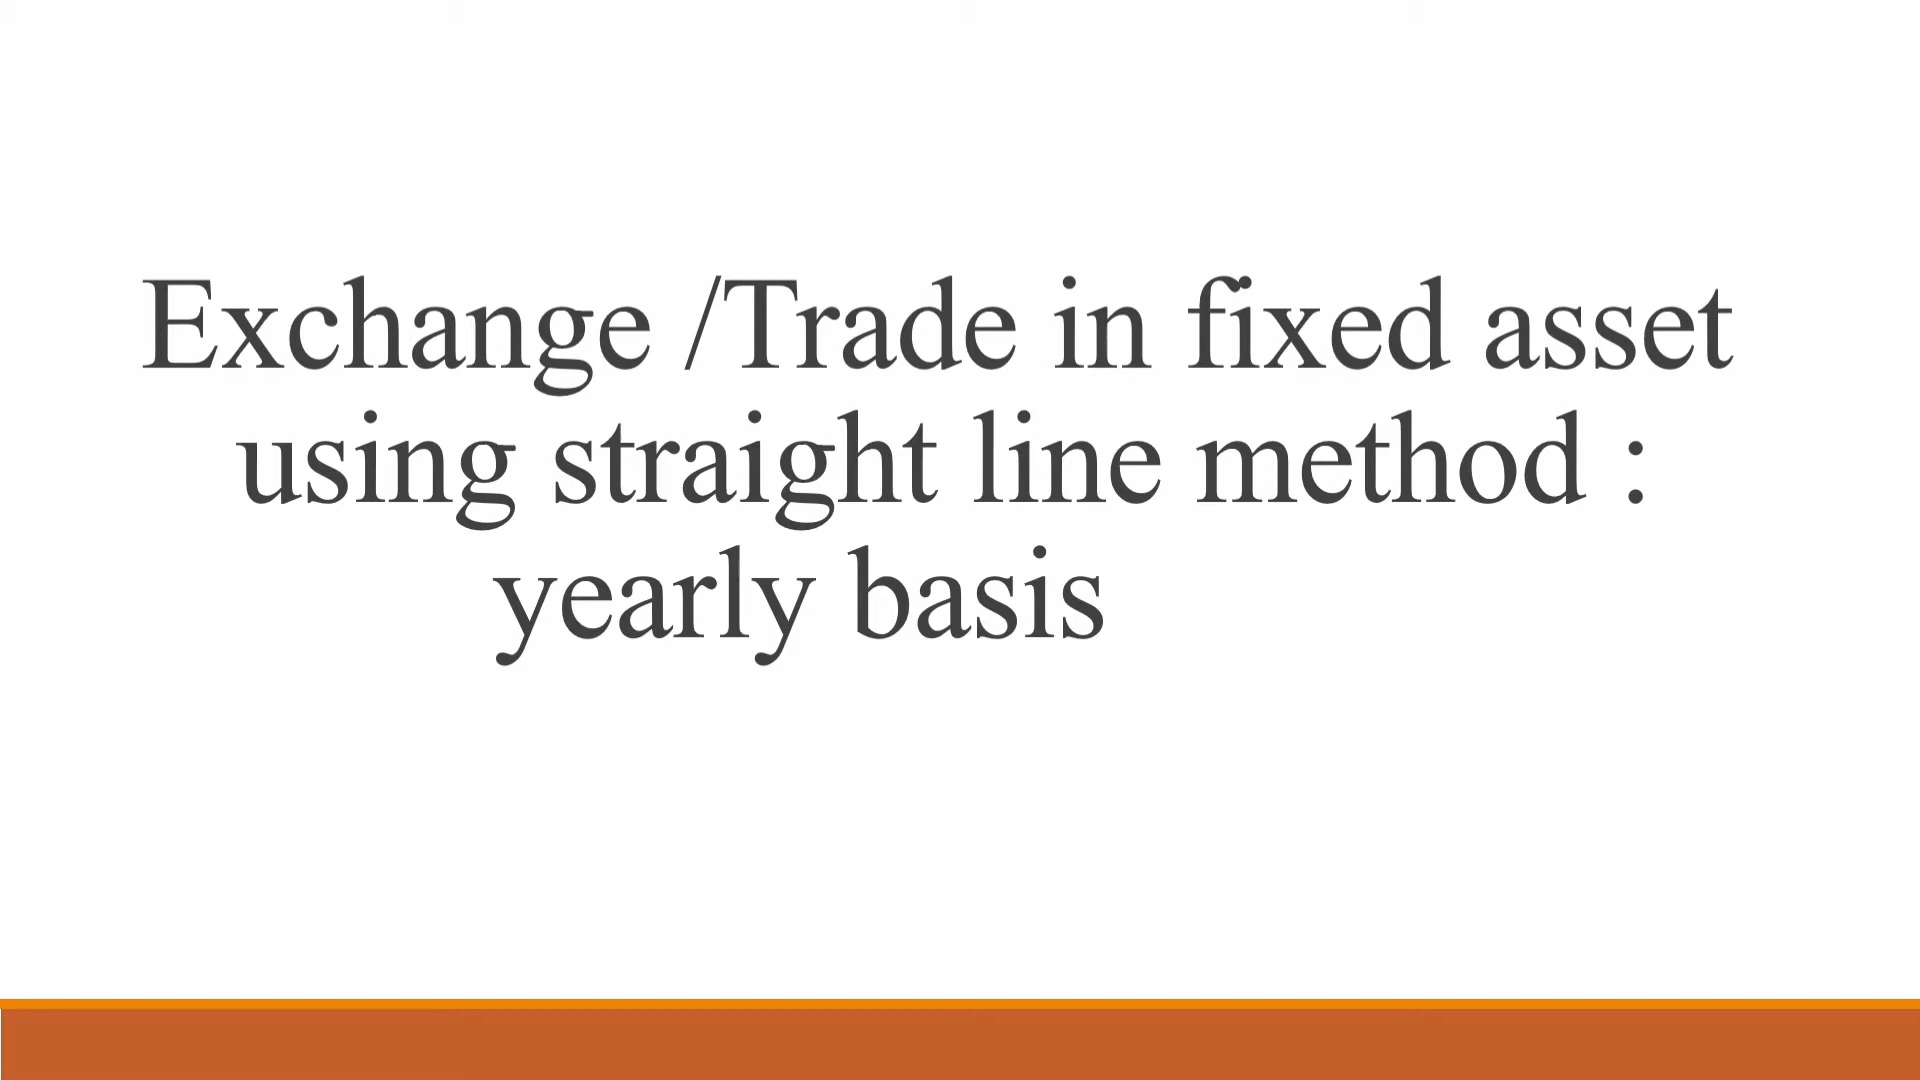 Exchange /Trade in fixed asset
using straight line method :
yearly basis